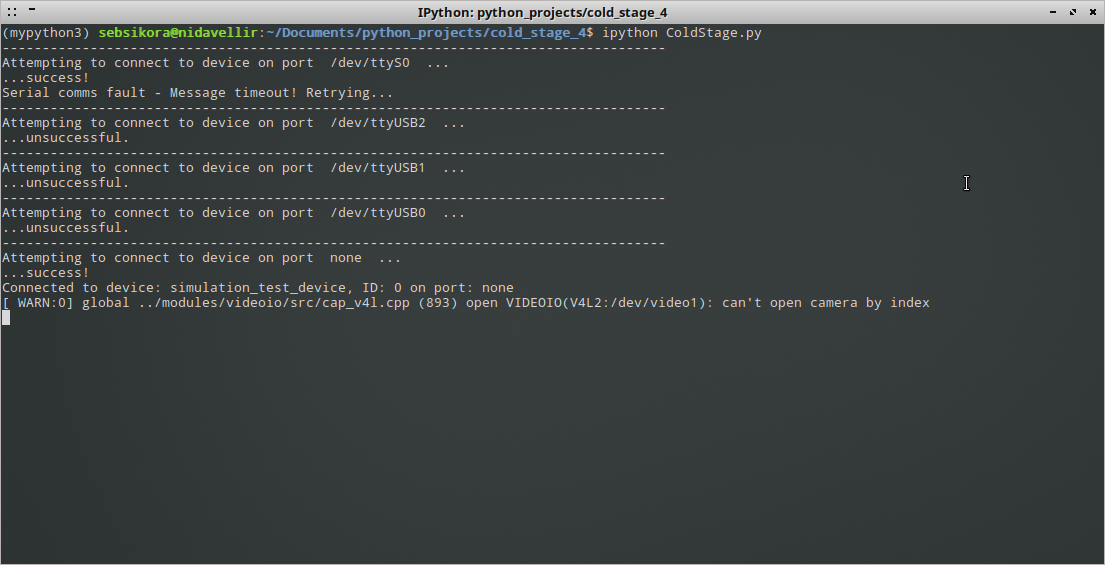 IPython: python_projects/cold_stage_4
(mypython3) sebsikora@nidavellir:~/Documents/python_projects/cold_stage_4$ ipython ColdStage.py
-----------------------------------------------------------------------------------
Attempting to connect to device on port  /dev/ttyS0  ...
...success!
Serial comms fault - Message timeout! Retrying...
-----------------------------------------------------------------------------------
Attempting to connect to device on port  /dev/ttyUSB2  ...
...unsuccessful.
-----------------------------------------------------------------------------------
Attempting to connect to device on port  /dev/ttyUSB1  ...
...unsuccessful.
-----------------------------------------------------------------------------------
Attempting to connect to device on port  /dev/ttyUSB0  ...
...unsuccessful.
-----------------------------------------------------------------------------------
Attempting to connect to device on port  none  ...
...success!
Connected to device: simulation_test_device, ID: 0 on port: none
[ WARN:0] global ../modules/videoio/src/cap_v4l.cpp (893) open VIDEOIO(V4L2:/dev/video1): can't open camera by index